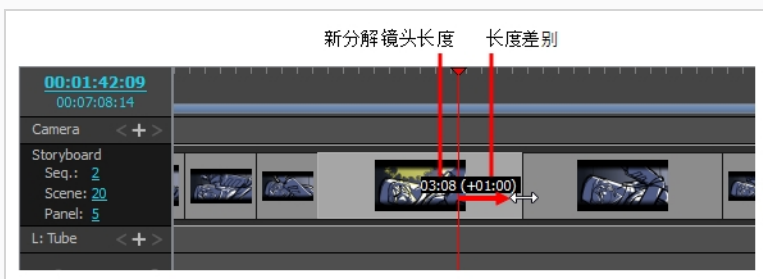 新分解镜头长度 长度差别
00:01:42:09
00:07:08:14
Camera < + >
Storyboard
Seq.: 2
Scene: 20
Panel: 5
03:08 (+01:00)
L: Tube < + >